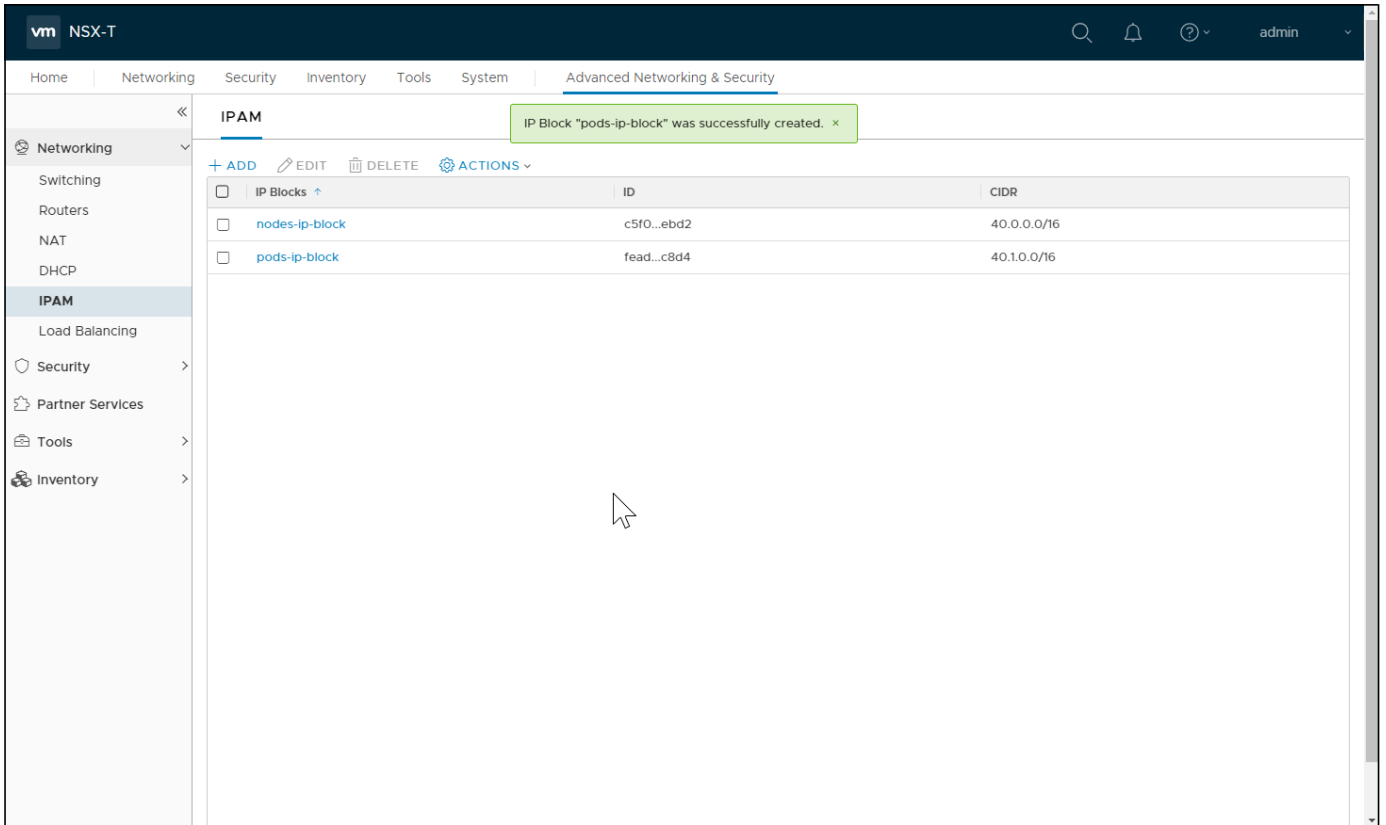 vm NSX-T admin
Home Networking Security Inventory Tools System Advanced Networking & Security
IPAM
IP Block "pods-ip-block" was successfully created. ×
Networking
Switching
Routers
NAT
DHCP
IPAM
Load Balancing
Security
Partner Services
Tools
Inventory
+ ADD EDIT DELETE ACTIONS
IP Blocks ↑ ID CIDR
nodes-ip-block c5f0...ebd2 40.0.0.0/16
pods-ip-block fead...c8d4 40.1.0.0/16